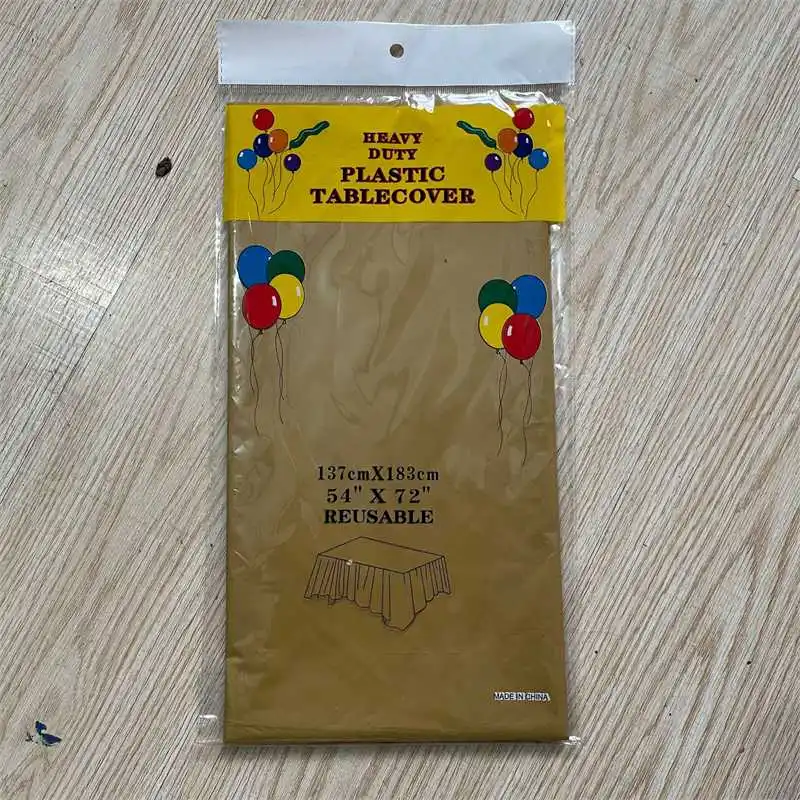 HEAVY
DUTY
PLASTIC
TABLECOVER
137cmX183cm
54" X 72"
REUSABLE
MADE IN CHINA